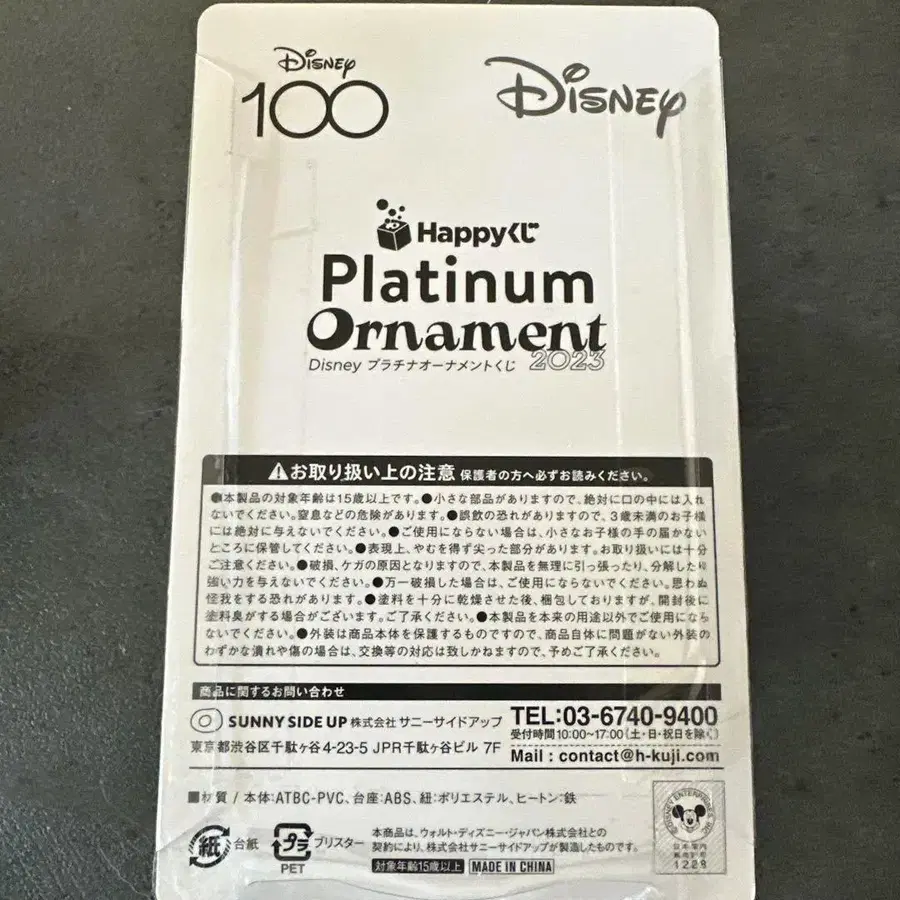 Disney
100
Disney
Happyくじ
Platinum
Ornament
Disney プラチナオーナメントくじ 2023
お取り扱い上の注意 保護者の方へ必ずお読みください。
●本製品の対象年齢は15歳以上です。●小さな部品がありますので、絶対に口の中には入れ
ないでください。窒息などの危険があります。●誤飲の恐れがありますので、3歳未満のお子様
には絶対に与えないでください。●ご使用にならない場合は、小さなお子様の手の届かない
ところに保管してください。●表現上、やむを得ず尖った部分があります。お取り扱いには十分
ご注意ください。●破損、ケガの原因となりますので、本製品を無理に引っ張ったり、分解したり
強い力を与えないでください。●万一破損した場合は、ご使用にならないでください。思わぬ
怪我をする恐れがあります。●塗料を十分に乾燥させた後、梱包しておりますが、開封後に
塗料臭がする場合がございます。ご了承ください。●本製品を本来の用途以外でご使用になら
ないでください。●外装は商品本体を保護するものですので、商品自体に問題がない外装の
わずかな潰れや傷の場合は、交換等の対応は致しかねますので、予めご了承ください。
商品に関するお問い合わせ
SUNNY SIDE UP 株式会社 サニーサイドアップ
東京都渋谷区千駄ヶ谷4-23-5 JPR千駄ヶ谷ビル 7F
TEL:03-6740-9400
受付時間10:00~17:00(土・日・祝日を除く)
Mail : contact@h-kuji.com
■材質 / 本体:ATBC-PVC、台座:ABS、紐:ポリエステル、ヒートン:鉄
紙 台紙
プラ ブリスター
PET
本商品は、ウォルト・ディズニー・ジャパン株式会社との
契約により、株式会社サニーサイドアップが製造したものです。
対象年齢15歳以上 MADE IN CHINA
©DISNEY ENTERPRISES, INC.
日本国内
販売許可
1228